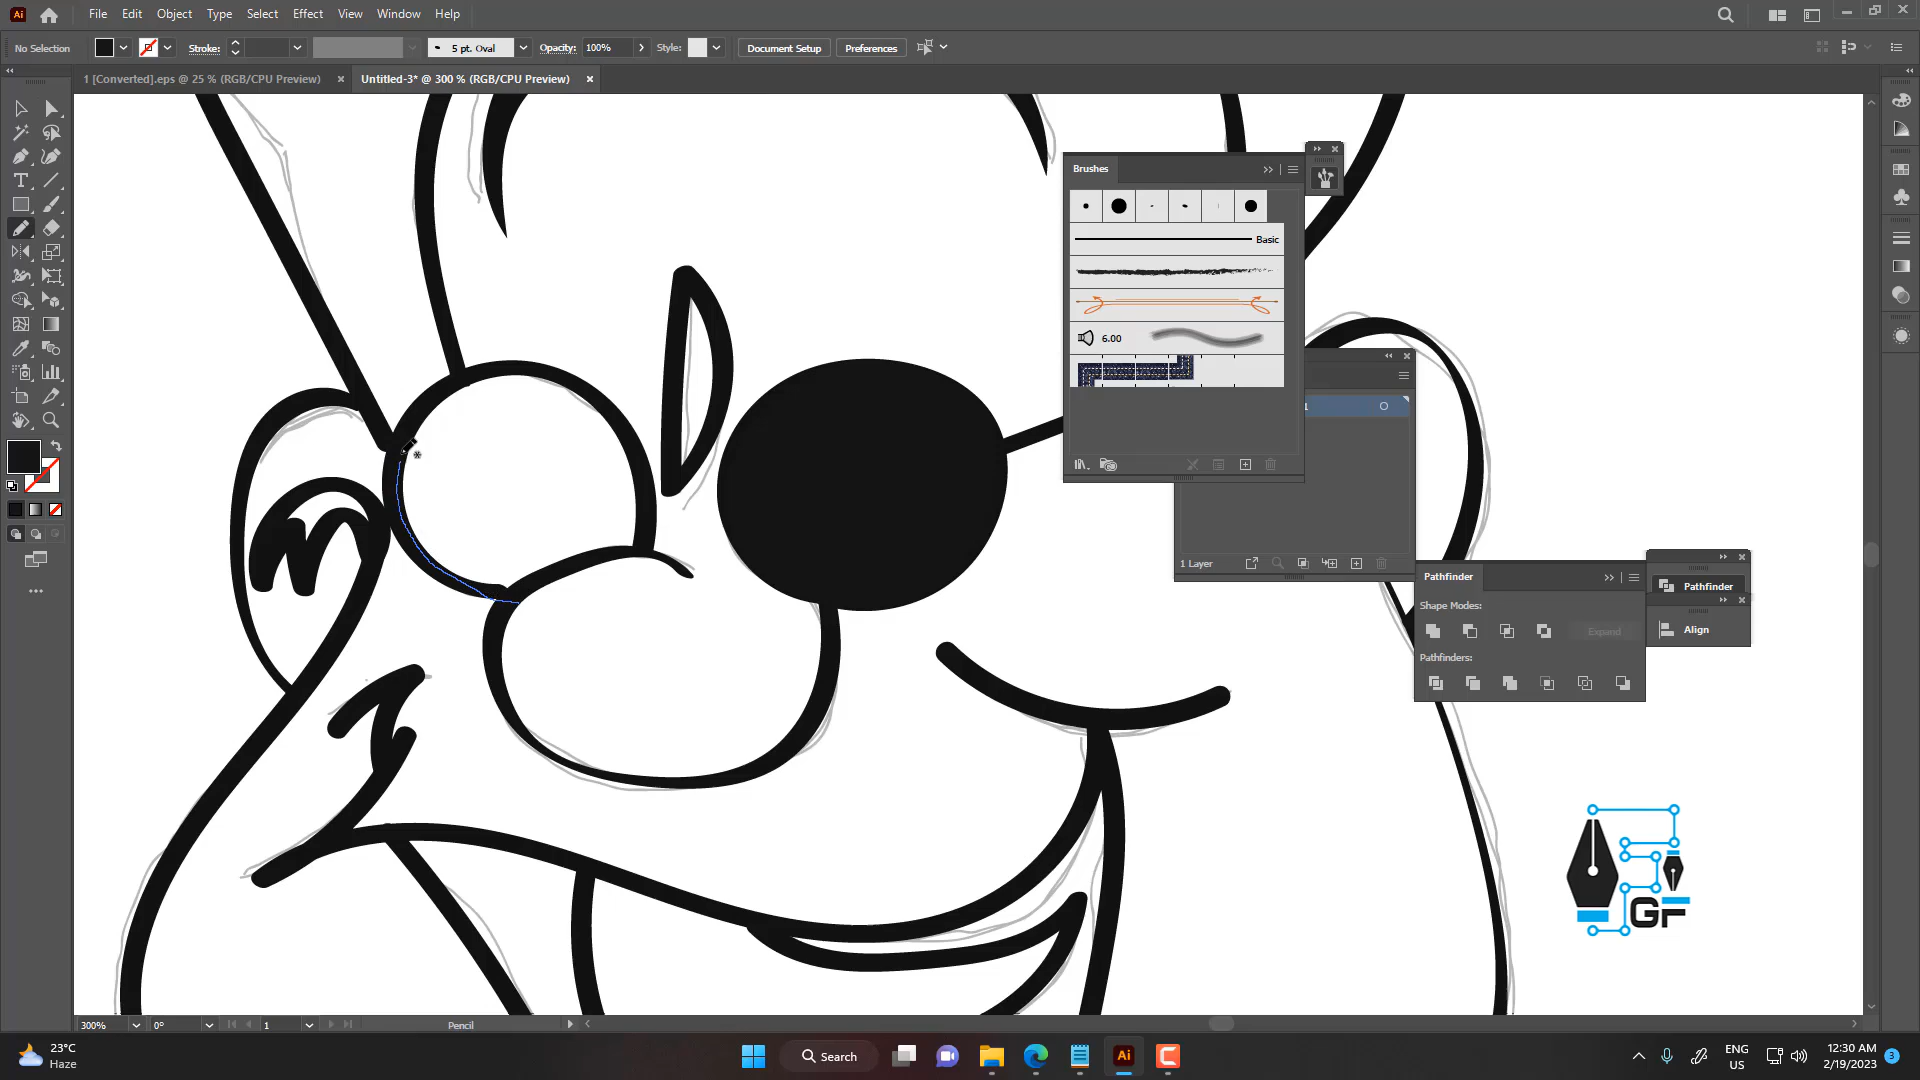 Ai File Edit Object Type Select Effect View Window Help
No Selection Stroke: 5 pt. Oval Opacity: 100% Style: Document Setup Preferences
1 [Converted].eps @ 25 % (RGB/CPU Preview) Untitled-3* @ 300 % (RGB/CPU Preview)
Brushes
Basic
6.00
1
1 Layer
Pathfinder
Shape Modes:
Expand
Pathfinders:
Pathfinder
Align
GF
300% 0° 1 Pencil
23°C
Haze
Search
Ai
ENG
US
12:30 AM
2/19/2023
3